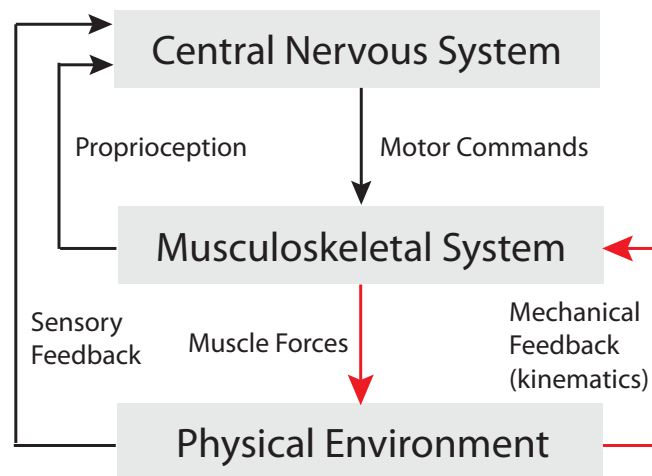 Central Nervous System
Proprioception
Motor Commands
Musculoskeletal System
Sensory
Feedback
Muscle Forces
Mechanical
Feedback
(kinematics)
Physical Environment